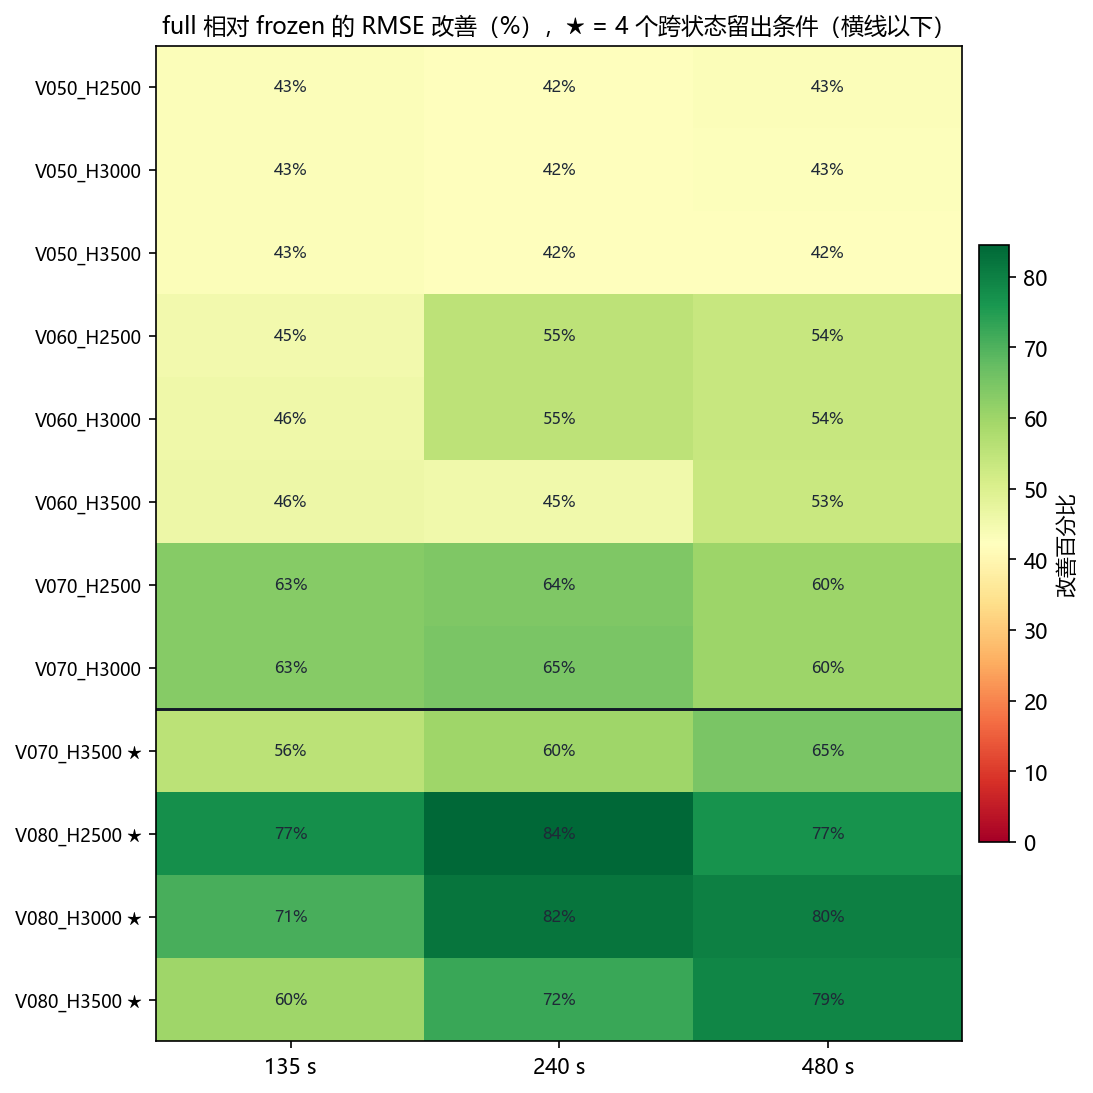 full 相对 frozen 的 RMSE 改善（%），★ = 4 个跨状态留出条件（横线以下）
V050_H2500 43% 42% 43%
V050_H3000 43% 42% 43%
V050_H3500 43% 42% 42%
V060_H2500 45% 55% 54%
V060_H3000 46% 55% 54%
V060_H3500 46% 45% 53%
V070_H2500 63% 64% 60%
V070_H3000 63% 65% 60%
V070_H3500 ★ 56% 60% 65%
V080_H2500 ★ 77% 84% 77%
V080_H3000 ★ 71% 82% 80%
V080_H3500 ★ 60% 72% 79%
135 s 240 s 480 s
80
70
60
50
40
30
20
10
0
改善百分比